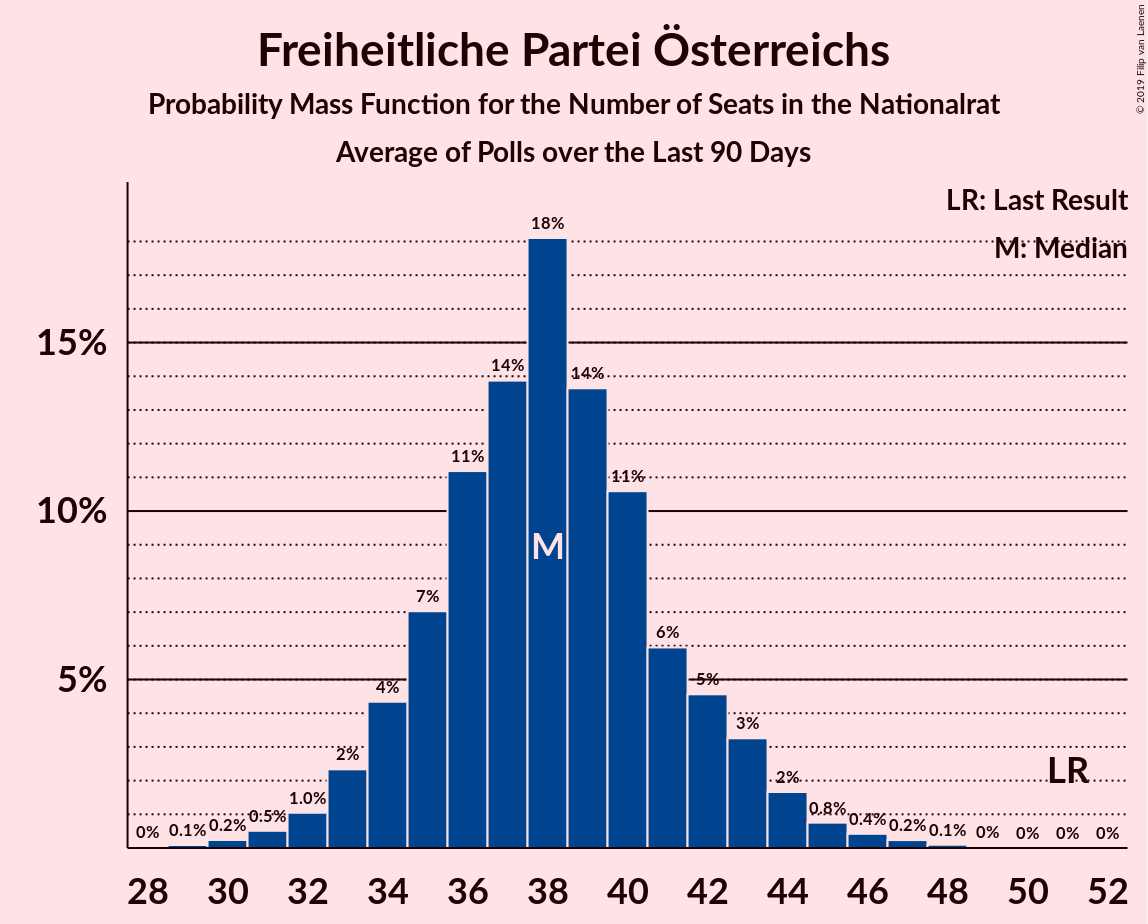 Freiheitliche Partei Österreichs
Probability Mass Function for the Number of Seats in the Nationalrat
Average of Polls over the Last 90 Days
© 2019 Filip van Laenen
LR: Last Result
M: Median
18%
15%
14% 14%
11% 11%
10%
M
7%
6%
5%
4% 5%
3%
2% 2%
LR
0% 0.1% 0.2% 0.5% 1.0% 0.8% 0.4% 0.2% 0.1% 0% 0% 0% 0%
28 30 32 34 36 38 40 42 44 46 48 50 52